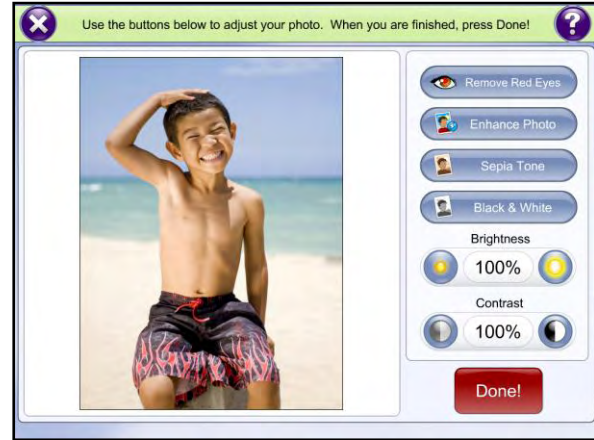 Use the buttons below to adjust your photo. When you are finished, press Done!
?
Remove Red Eyes
Enhance Photo
Sepia Tone
Black & White
Brightness
100%
Contrast
100%
Done!